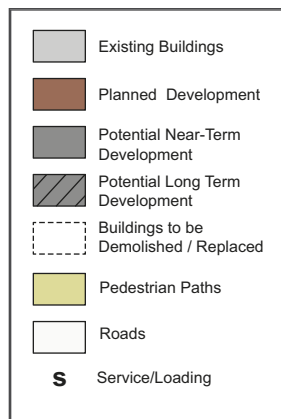 Existing Buildings
Planned Development
Potential Near-Term
Development
Potential Long Term
Development
Buildings to be
Demolished / Replaced
Pedestrian Paths
Roads
S Service/Loading